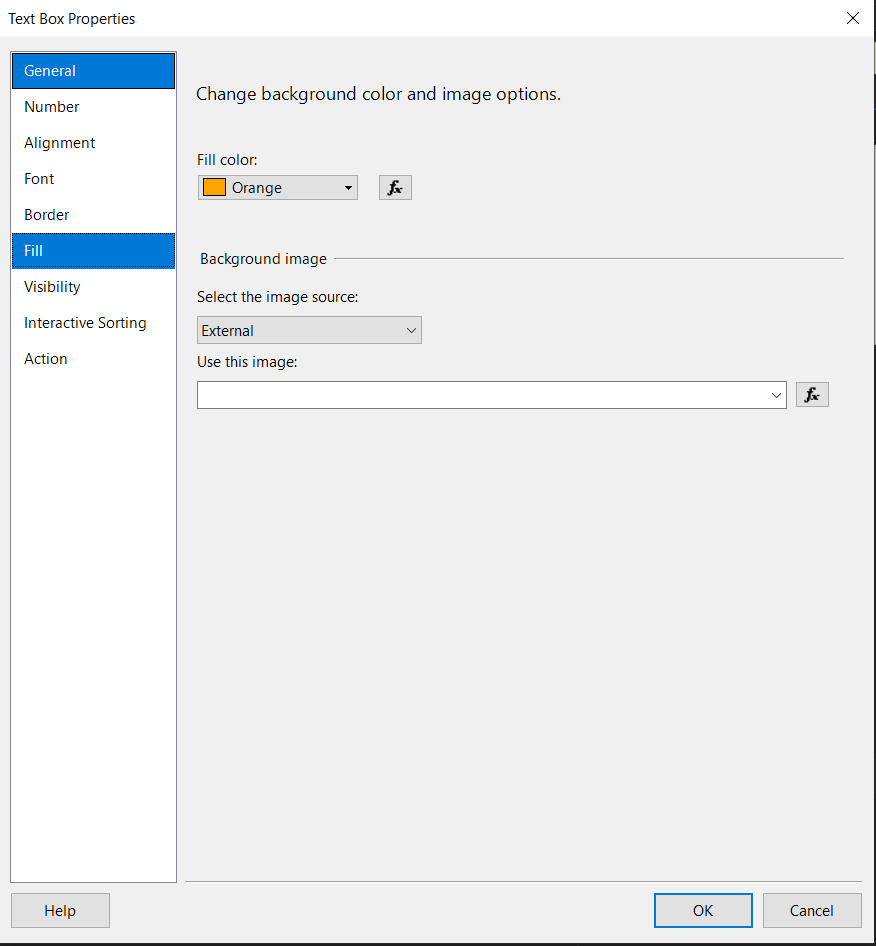 Text Box Properties
General
Number
Alignment
Font
Border
Fill
Visibility
Interactive Sorting
Action
Change background color and image options.
Fill color:
Orange
fx
Background image
Select the image source:
External
Use this image:
fx
Help
OK
Cancel